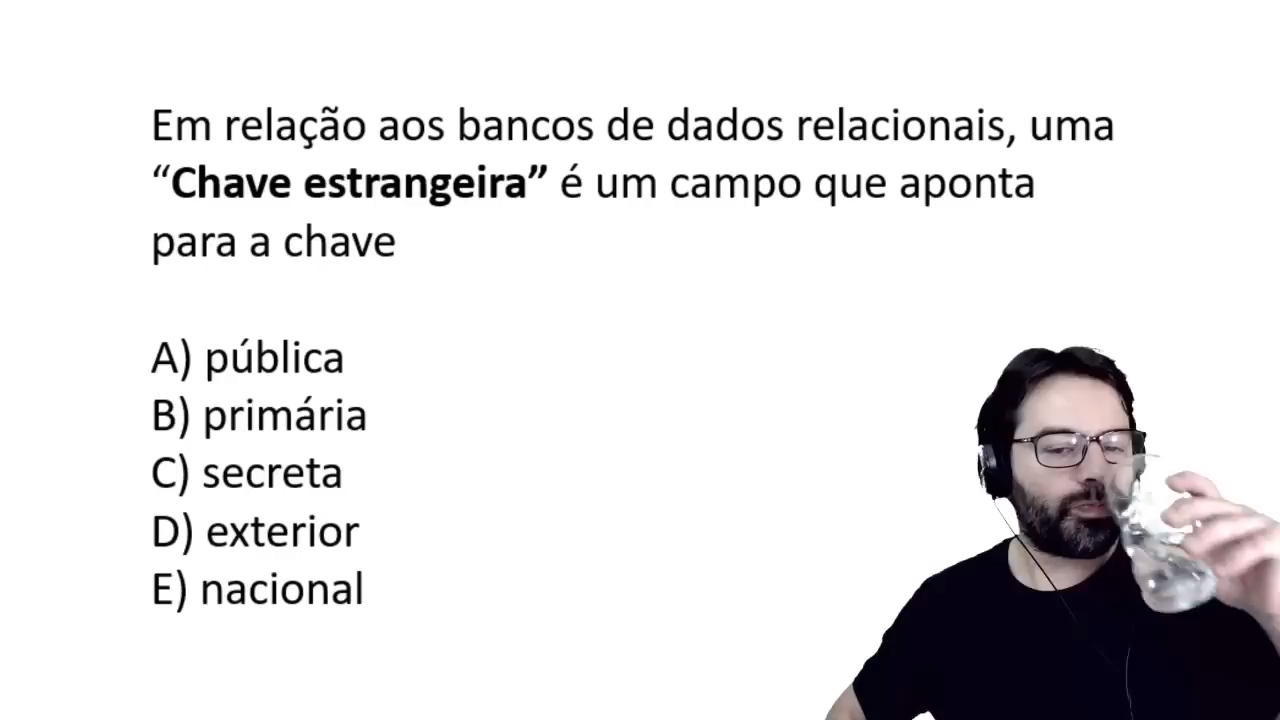 Em relação aos bancos de dados relacionais, uma
“Chave estrangeira” é um campo que aponta
para a chave
A) pública
B) primária
C) secreta
D) exterior
E) nacional